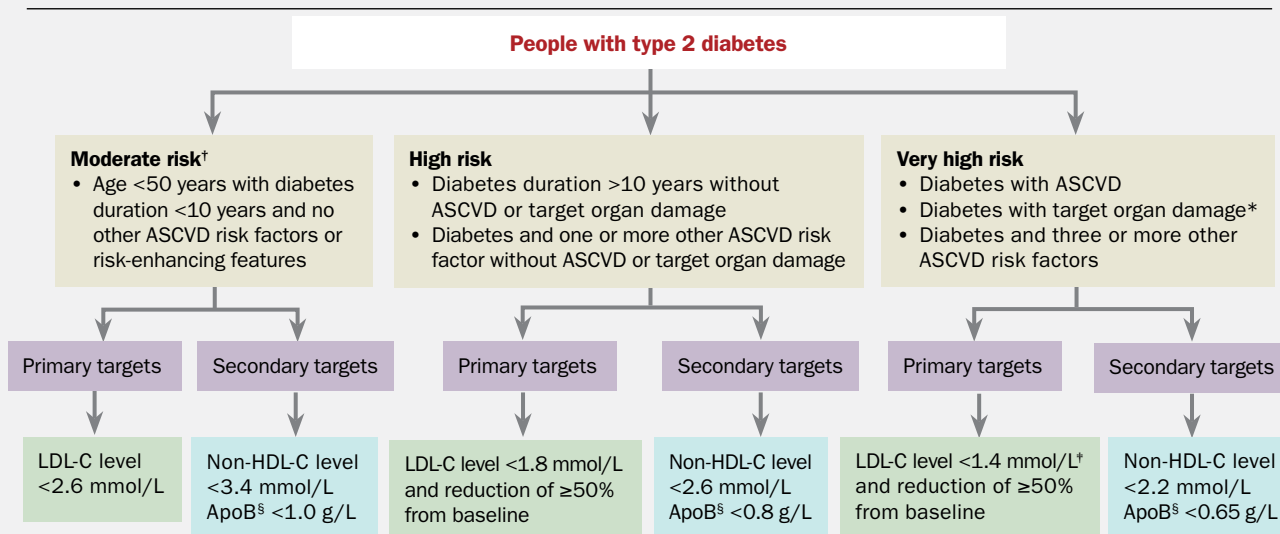 People with type 2 diabetes
Moderate risk†
• Age <50 years with diabetes
duration <10 years and no
other ASCVD risk factors or
risk-enhancing features
High risk
• Diabetes duration >10 years without
ASCVD or target organ damage
• Diabetes and one or more other ASCVD risk
factor without ASCVD or target organ damage
Very high risk
• Diabetes with ASCVD
• Diabetes with target organ damage*
• Diabetes and three or more other
ASCVD risk factors
Primary targets
Secondary targets
Primary targets
Secondary targets
Primary targets
Secondary targets
LDL-C level
<2.6 mmol/L
Non-HDL-C level
<3.4 mmol/L
ApoB§ <1.0 g/L
LDL-C level <1.8 mmol/L
and reduction of ≥50%
from baseline
Non-HDL-C level
<2.6 mmol/L
ApoB§ <0.8 g/L
LDL-C level <1.4 mmol/L‡
and reduction of ≥50%
from baseline
Non-HDL-C level
<2.2 mmol/L
ApoB§ <0.65 g/L